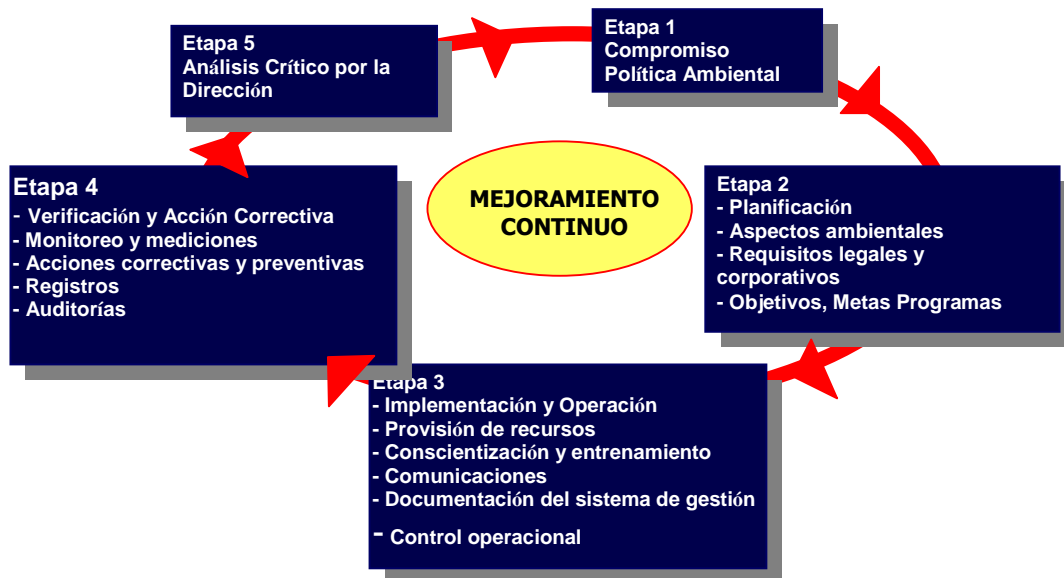 Etapa 1
Compromiso
Política Ambiental
Etapa 2
- Planificación
- Aspectos ambientales
- Requisitos legales y
corporativos
- Objetivos, Metas Programas
Etapa 3
- Implementación y Operación
- Provisión de recursos
- Conscientización y entrenamiento
- Comunicaciones
- Documentación del sistema de gestión
- Control operacional
Etapa 4
- Verificación y Acción Correctiva
- Monitoreo y mediciones
- Acciones correctivas y preventivas
- Registros
- Auditorías
Etapa 5
Análisis Crítico por la
Dirección
MEJORAMIENTO
CONTINUO